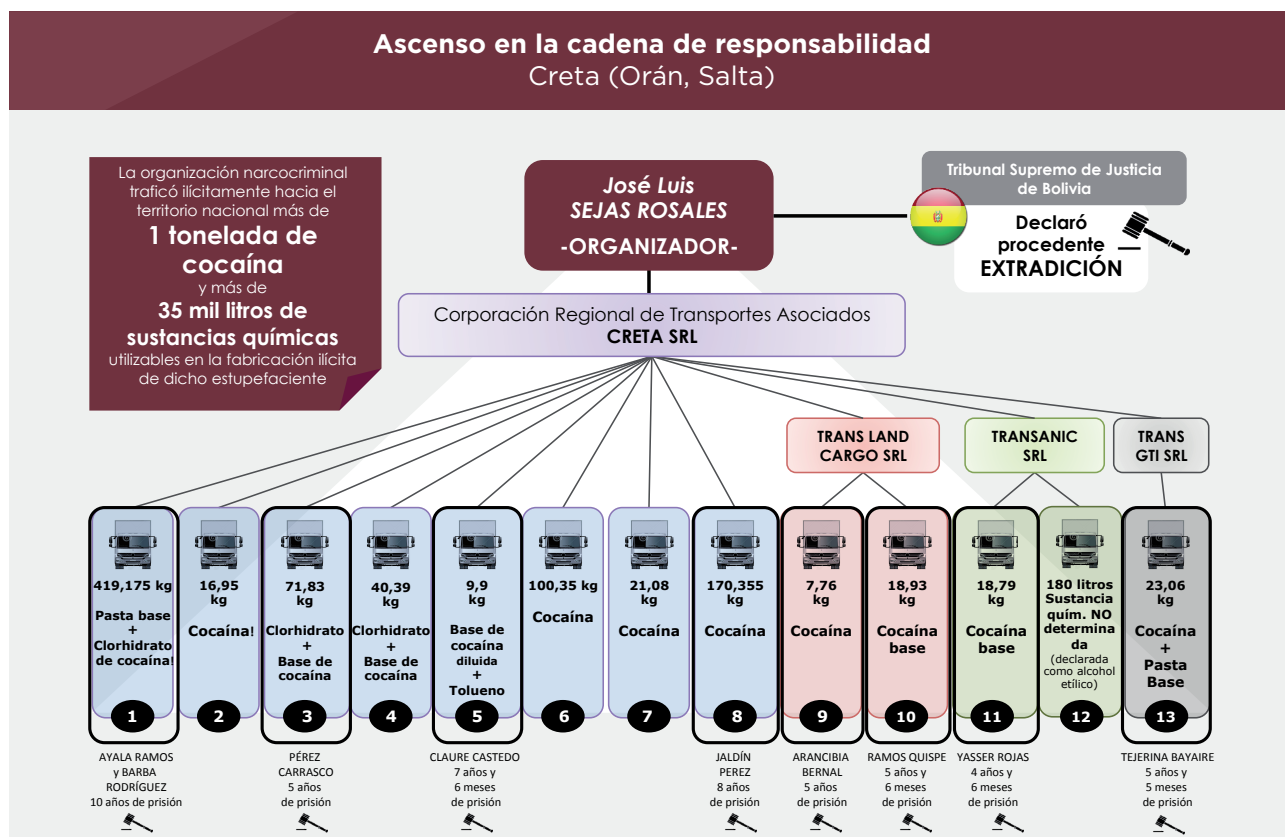 Ascenso en la cadena de responsabilidad
Creta (Orán, Salta)
La organización narcocriminal
traficó ilícitamente hacia el
territorio nacional más de
1 tonelada de
cocaína
y más de
35 mil litros de
sustancias químicas
utilizables en la fabricación ilícita
de dicho estupefaciente
José Luis
SEJAS ROSALES
-ORGANIZADOR-
Tribunal Supremo de Justicia
de Bolivia
Declaró
procedente
EXTRADICIÓN
Corporación Regional de Transportes Asociados
CRETA SRL
TRANS LAND
CARGO SRL
TRANSANIC
SRL
TRANS
GTI SRL
419,175 kg
Pasta base
+
Clorhidrato
de cocaína!
1
AYALA RAMOS
y BARBA
RODRÍGUEZ
10 años de prisión
16,95
kg
Cocaína!
2
71,83
kg
Clorhidrato
+
Base de
cocaína
3
PÉREZ
CARRASCO
5 años
de prisión
40,39
kg
Clorhidrato
+
Base de
cocaína
4
9,9
kg
Base de
cocaína
diluida
+
Tolueno
5
CLAURE CASTEDO
7 años y
6 meses
de prisión
100,35 kg
Cocaína
6
21,08
kg
Cocaína
7
170,355
kg
Cocaína
8
JALDÍN
PEREZ
8 años
de prisión
7,76
kg
Cocaína
9
ARANCIBIA
BERNAL
5 años
de prisión
18,93
kg
Cocaína
base
10
RAMOS QUISPE
5 años y
6 meses
de prisión
18,79
kg
Cocaína
base
11
YASSER ROJAS
4 años y
6 meses
de prisión
180 litros
Sustancia
quím. NO
determina
da
(declarada
como alcohol
etílico)
12
23,06
kg
Cocaína
+
Pasta
Base
13
TEJERINA BAYAIRE
5 años y
5 meses
de prisión